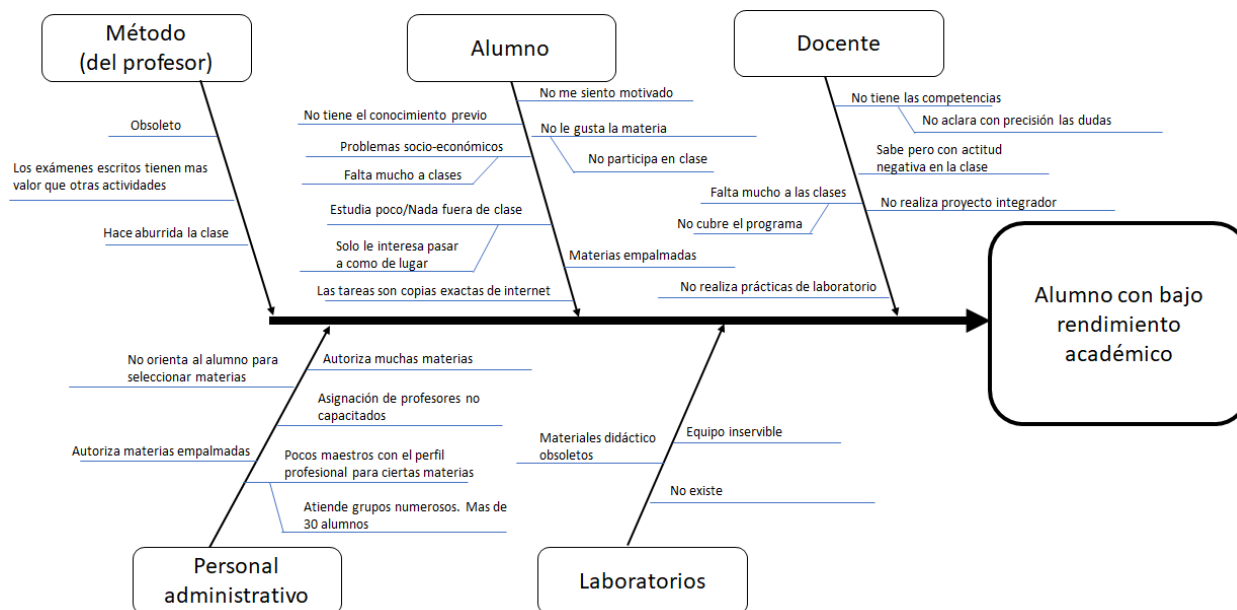 Método
(del profesor)
Alumno
Docente
Obsoleto
Los exámenes escritos tienen mas
valor que otras actividades
Hace aburrida la clase
No me siento motivado
No tiene el conocimiento previo
No le gusta la materia
Problemas socio-económicos
No participa en clase
Falta mucho a clases
Estudia poco/Nada fuera de clase
Solo le interesa pasar
a como de lugar
Materias empalmadas
Las tareas son copias exactas de internet
No tiene las competencias
No aclara con precisión las dudas
Sabe pero con actitud
negativa en la clase
Falta mucho a las clases
No realiza proyecto integrador
No cubre el programa
No realiza prácticas de laboratorio
Alumno con bajo
rendimiento
académico
No orienta al alumno para
seleccionar materias
Autoriza muchas materias
Asignación de profesores no
capacitados
Autoriza materias empalmadas
Pocos maestros con el perfil
profesional para ciertas materias
Atiende grupos numerosos. Mas de
30 alumnos
Materiales didáctico
obsoletos
Equipo inservible
No existe
Personal
administrativo
Laboratorios